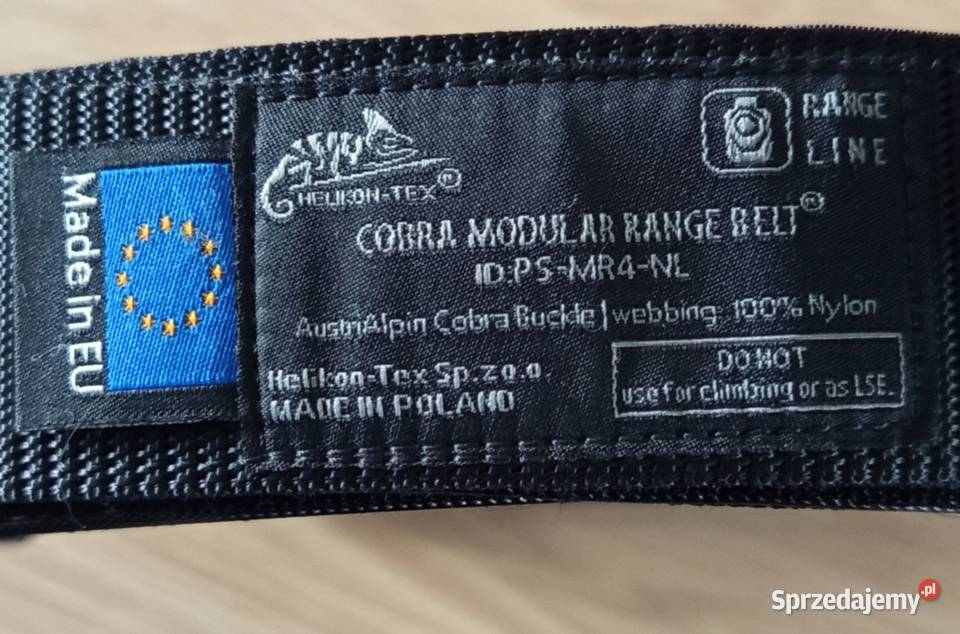 Made in EU
HELIKON-TEX®
RANGE
LINE
COBRA MODULAR RANGE BELT®
ID:PS-MR4-NL
AustriAlpin Cobra Buckle | webbing: 100% Nylon
Helikon-Tex Sp.z o.o.
MADE IN POLAND
DO NOT
use for climbing or as LSE.
Sprzedajemy.pl